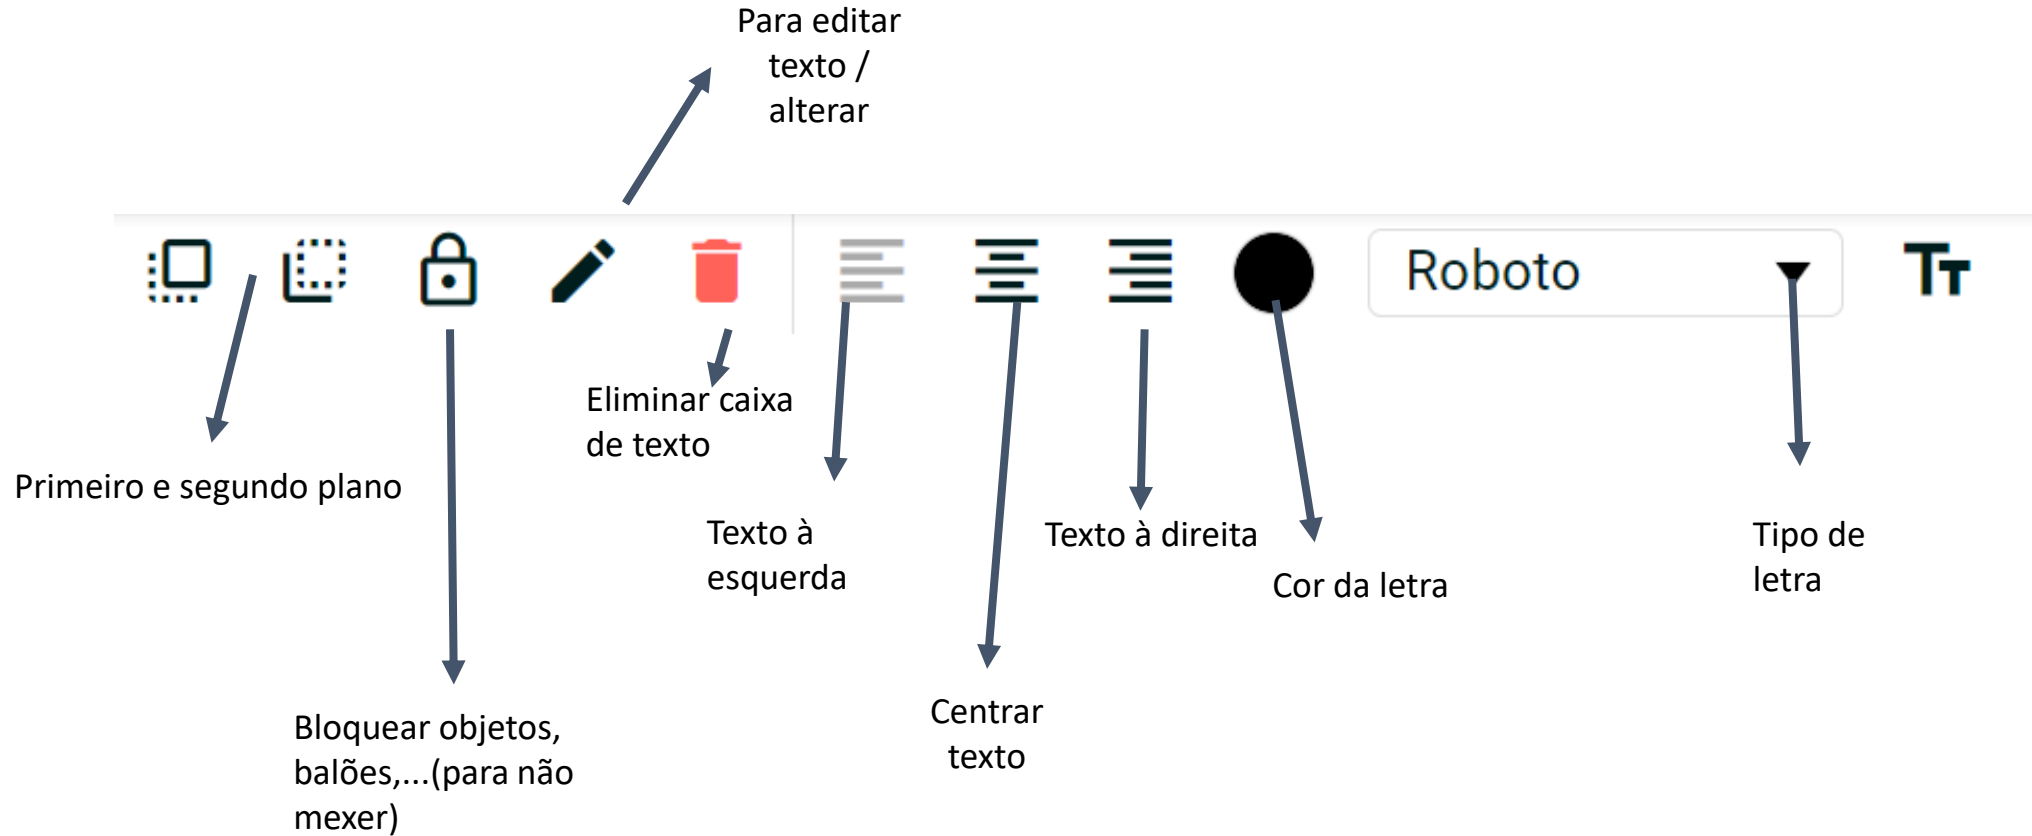 Para editar
texto /
alterar
Roboto
Tт
Eliminar caixa
de texto
Primeiro e segundo plano
Texto à
esquerda
Texto à direita
Tipo de
letra
Cor da letra
Centrar
texto
Bloquear objetos,
balões,...(para não
mexer)